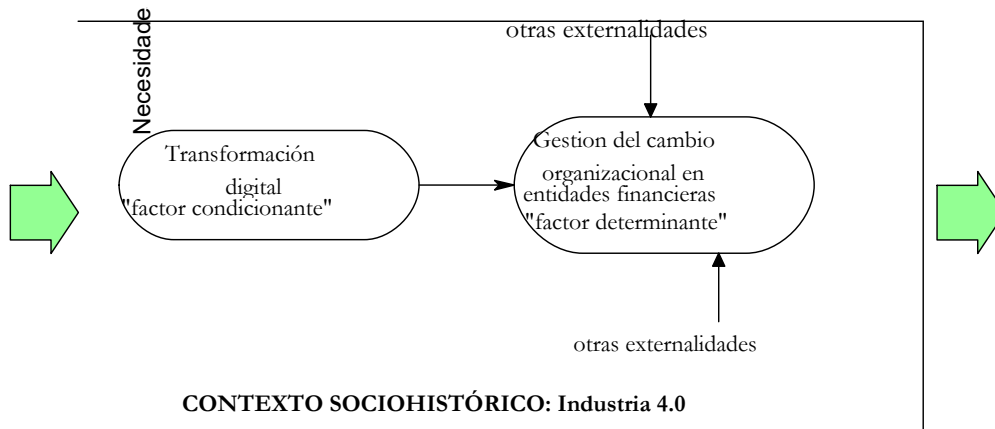 otras externalidades
Necesidade
Transformación
digital
"factor condicionante"
Gestion del cambio
organizacional en
entidades financieras
"factor determinante"
otras externalidades
CONTEXTO SOCIOHISTÓRICO: Industria 4.0